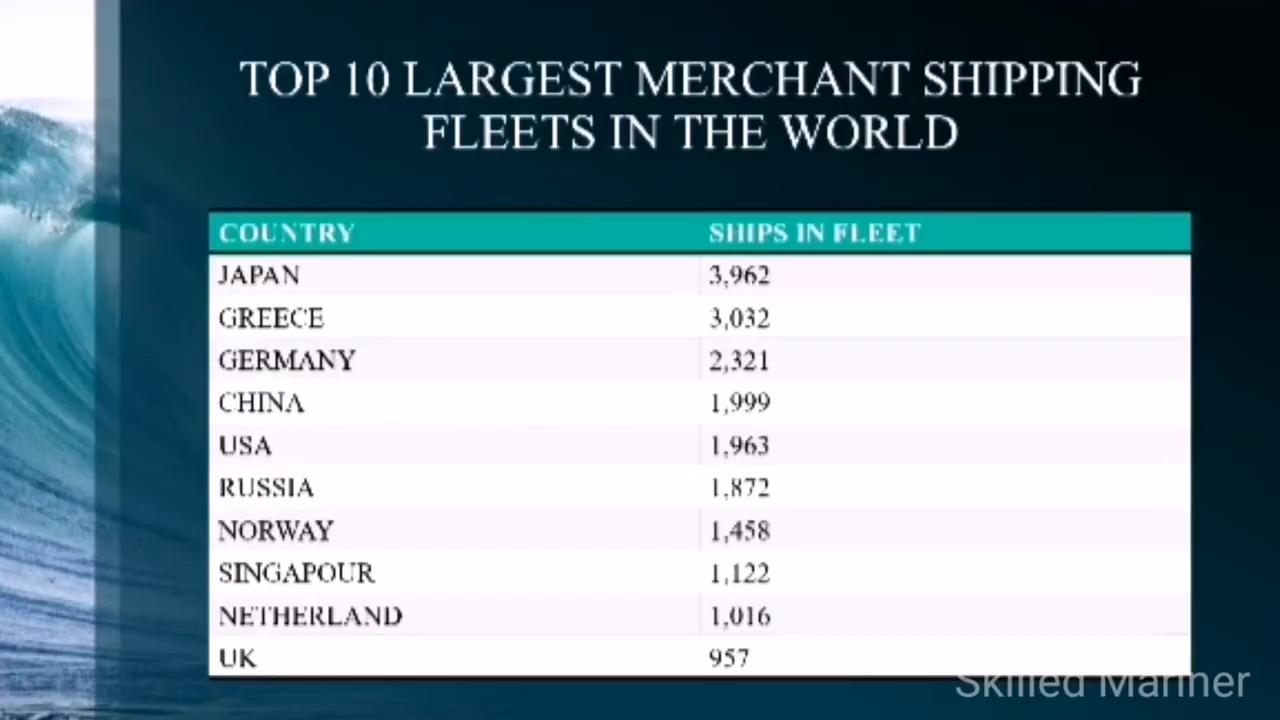 TOP 10 LARGEST MERCHANT SHIPPING
FLEETS IN THE WORLD
COUNTRY SHIPS IN FLEET
JAPAN 3,962
GREECE 3,032
GERMANY 2,321
CHINA 1,999
USA 1,963
RUSSIA 1,872
NORWAY 1,458
SINGAPOUR 1,122
NETHERLAND 1,016
UK 957
Skilled Mariner